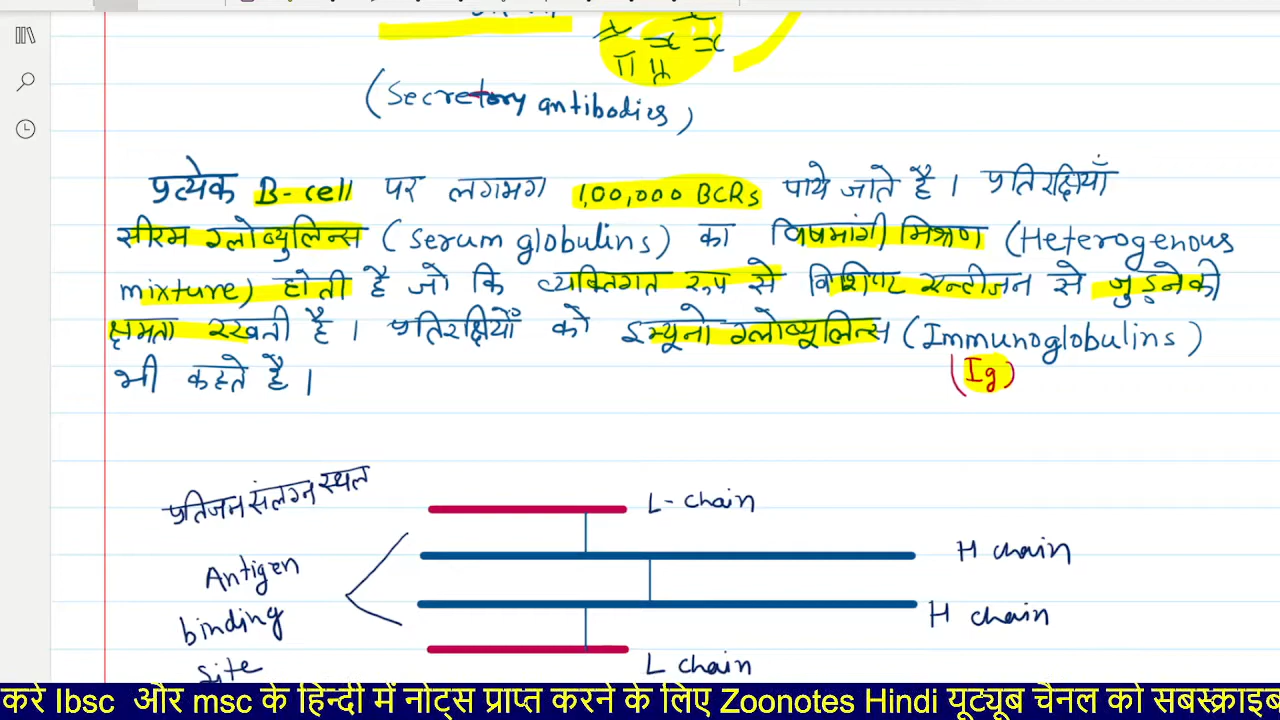 (Secretory antibodies)
प्रत्येक B-cell पर लगभग 1,00,000 BCRs पाये जाते है । प्रतिरक्षियाँ
सीरम ग्लोब्युलिन्स (Serum globulins) का विषमांगी मिश्रण (Heterogenous
mixture) होती है जो कि व्यक्तिगत रूप से विशिष्ट एन्टीजन से जुड़ने की
क्षमता रखती है । प्रतिरक्षियों को इम्यूनो ग्लोब्यूलिन्स (Immunoglobulins)
(Ig)
भी कहते है ।
प्रतिजन संलग्न स्थल
L- chain
Antigen
H chain
binding
H chain
site
L chain
करे Ibsc और msc के हिन्दी में नोट्स प्राप्त करने के लिए Zoonotes Hindi यूट्यूब चैनल को सबस्क्राइब